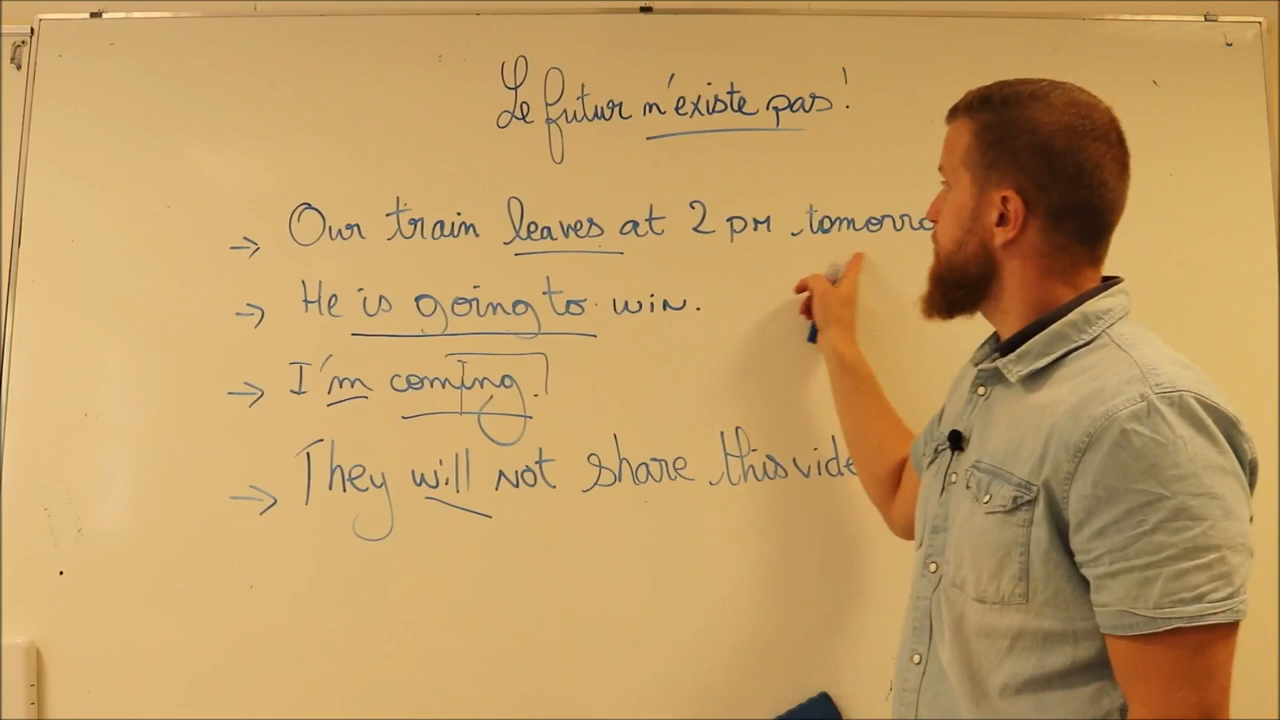 Le futur n'existe pas!
→ Our train leaves at 2 PM tomorro
→ He is going to win.
→ I'm coming!
→ They will not share this vide